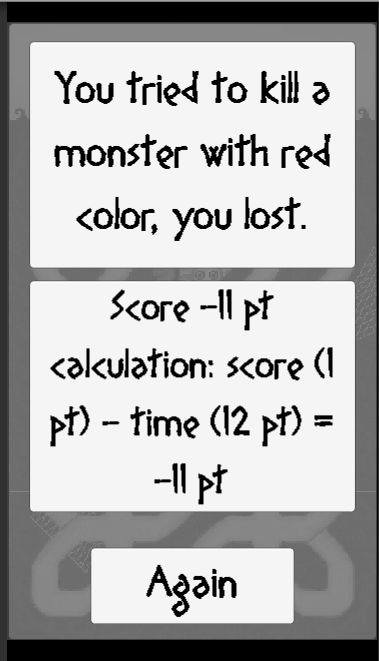 You tried to kill a
monster with red
color, you lost.
Score -11 pt
calculation: score (1
pt) - time (12 pt) =
-11 pt
Again